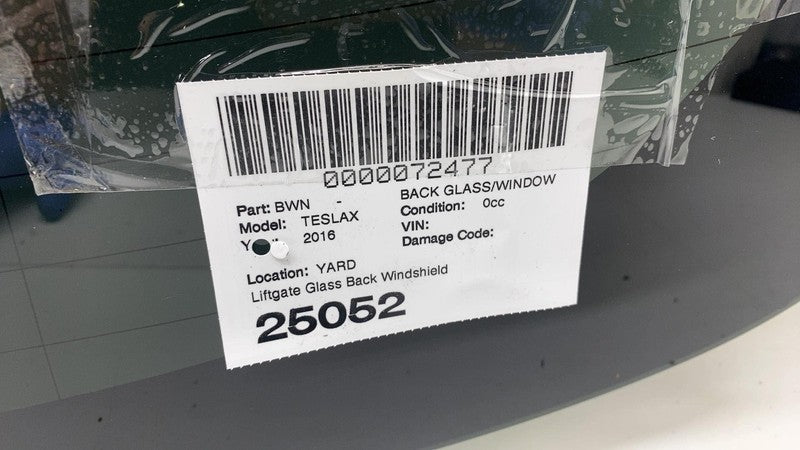 0000072477
Part: BWN - BACK GLASS/WINDOW
Model: TESLAX Condition: 0cc
2016 VIN:
Damage Code:
Location: YARD
Liftgate Glass Back Windshield
25052